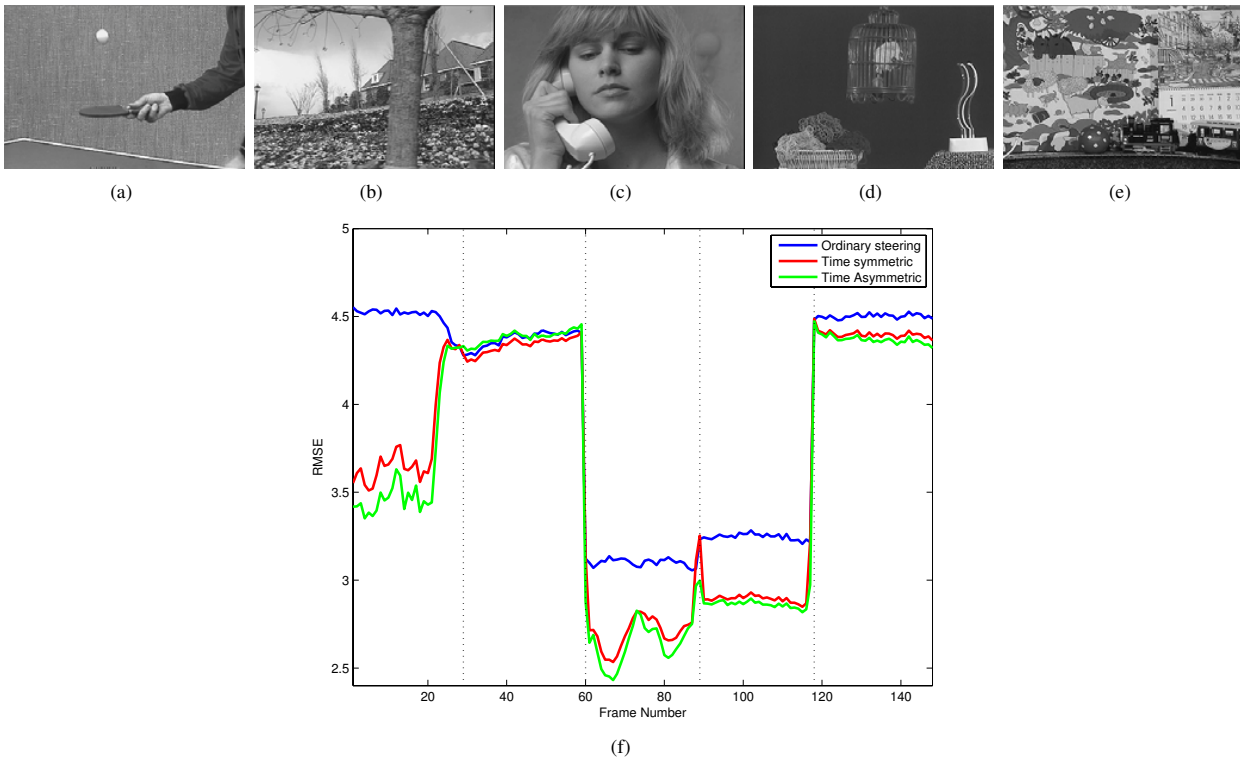 (a)
(b)
(c)
(d)
(e)
5
4.5
4
3.5
3
2.5
RMSE
Ordinary steering
Time symmetric
Time Asymmetric
20
40
60
80
100
120
140
Frame Number
(f)